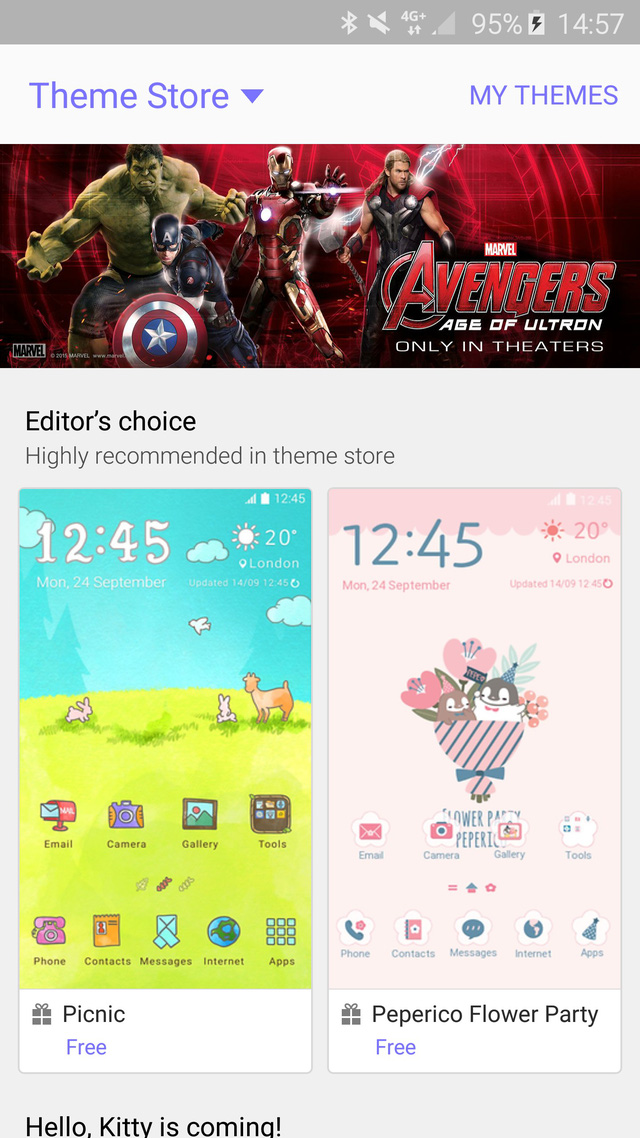 4G+ 95% 14:57
Theme Store MY THEMES
MARVEL
AVENGERS
AGE OF ULTRON
ONLY IN THEATERS
MARVEL © 2015 MARVEL www.marvel.
Editor's choice
Highly recommended in theme store
12:45
12:45 20°
London
Mon, 24 September Updated 14/09 12:45
MAIL
Email Camera Gallery Tools
Phone Contacts Messages Internet Apps
Picnic
Free
12:45
12:45 20°
London
Mon, 24 September Updated 14/09 12:45
FLOWER PARTY
Email Camera Gallery Tools
Phone Contacts Messages Internet Apps
Peperico Flower Party
Free
Hello, Kitty is coming!